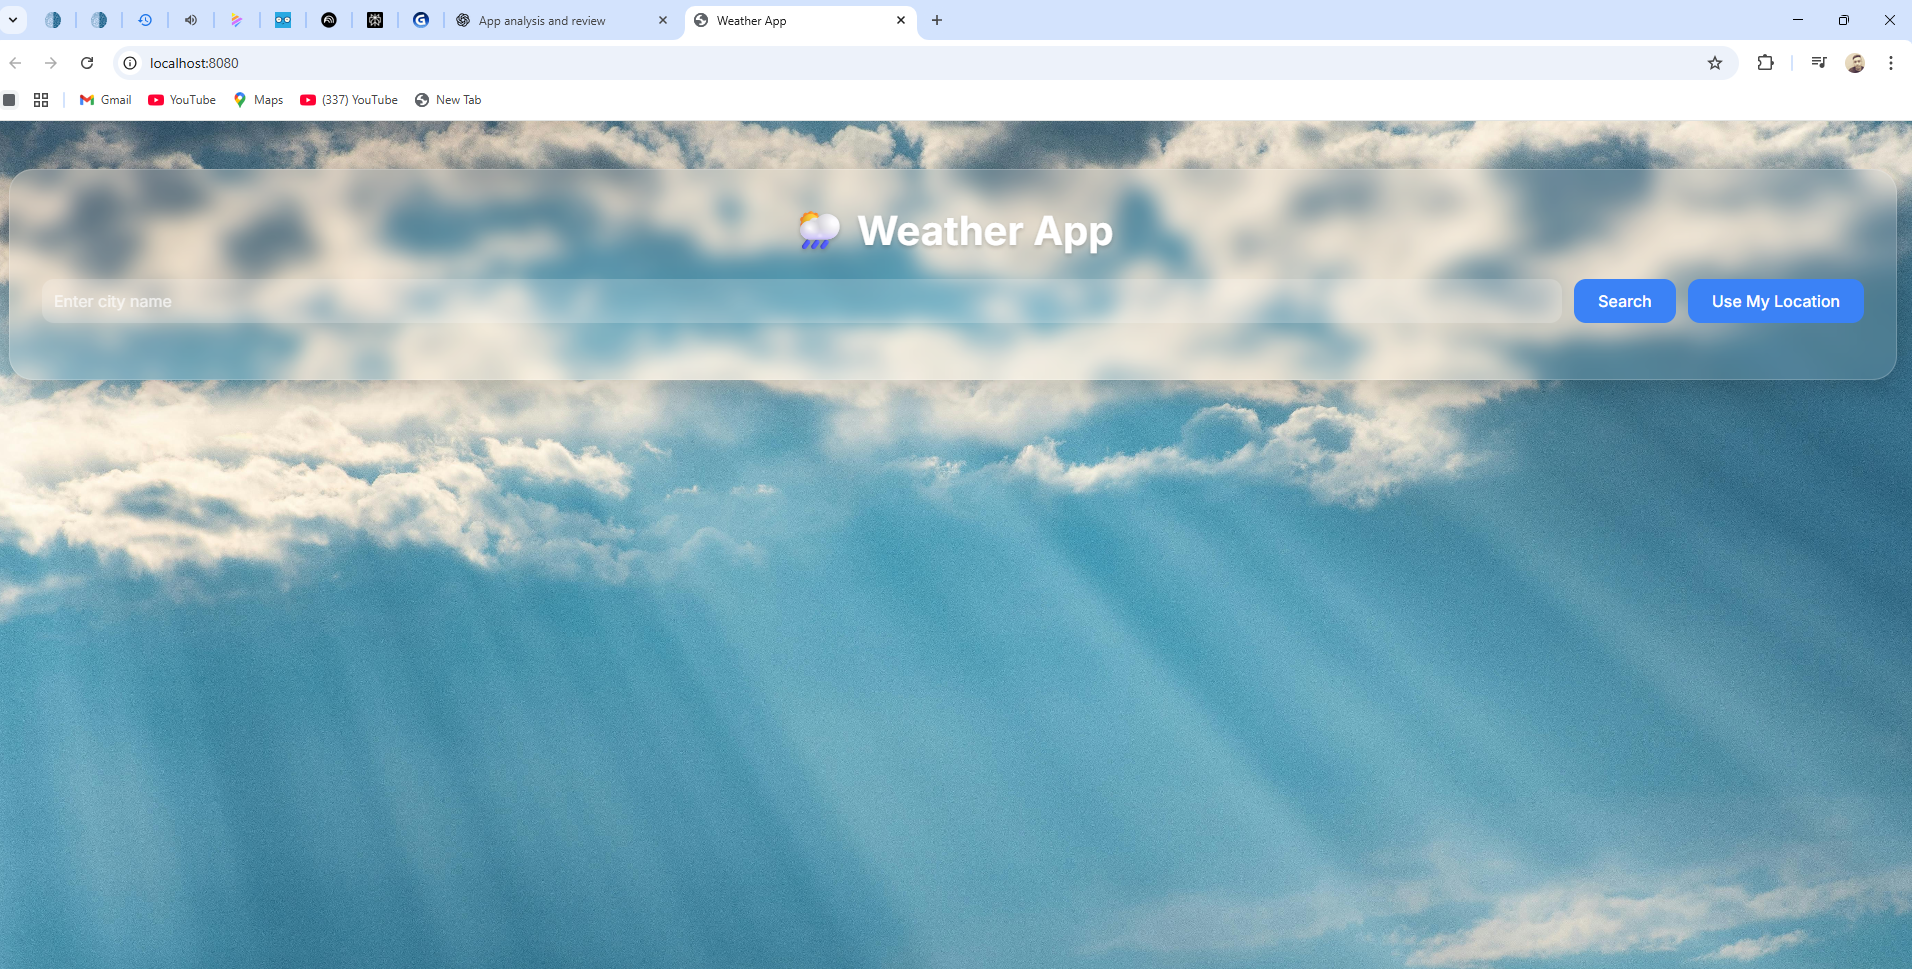 App analysis and review
Weather App
localhost:8080
Gmail
YouTube
Maps
(337) YouTube
New Tab
Weather App
Enter city name
Search
Use My Location